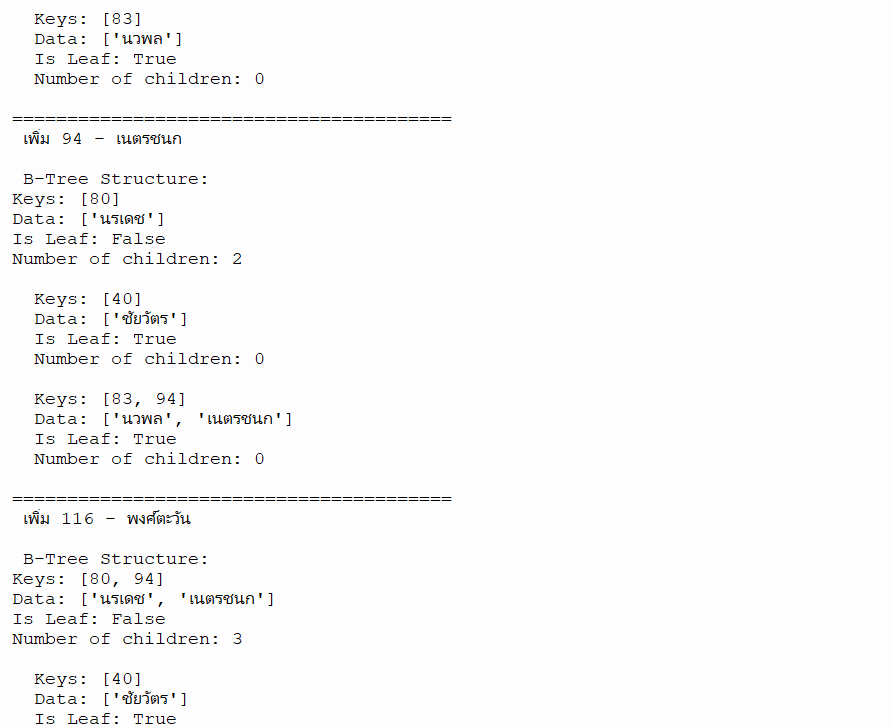 Keys: [83]
Data: ['นวพล']
Is Leaf: True
Number of children: 0
========================================
เพิ่ม 94 - เนตรชนก
B-Tree Structure:
Keys: [80]
Data: ['นรเดช']
Is Leaf: False
Number of children: 2
Keys: [40]
Data: ['ชัยวัตร']
Is Leaf: True
Number of children: 0
Keys: [83, 94]
Data: ['นวพล', 'เนตรชนก']
Is Leaf: True
Number of children: 0
========================================
เพิ่ม 116 - พงศ์ตะวัน
B-Tree Structure:
Keys: [80, 94]
Data: ['นรเดช', 'เนตรชนก']
Is Leaf: False
Number of children: 3
Keys: [40]
Data: ['ชัยวัตร']
Is Leaf: True